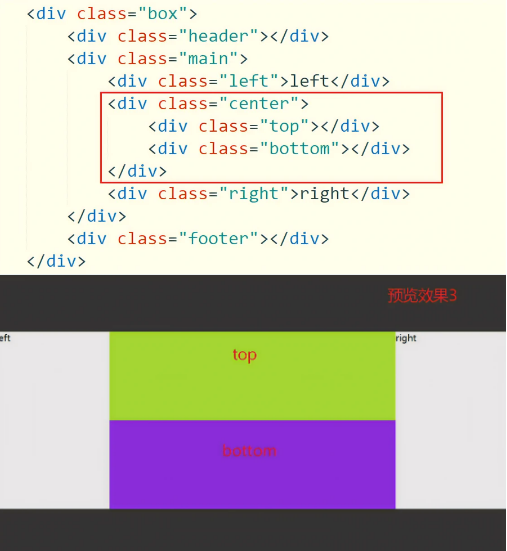 <div class="box">
<div class="header"></div>
<div class="main">
<div class="left">left</div>
<div class="center">
<div class="top"></div>
<div class="bottom"></div>
</div>
<div class="right">right</div>
</div>
<div class="footer"></div>
</div>
预览效果3
eft
top
right
bottom